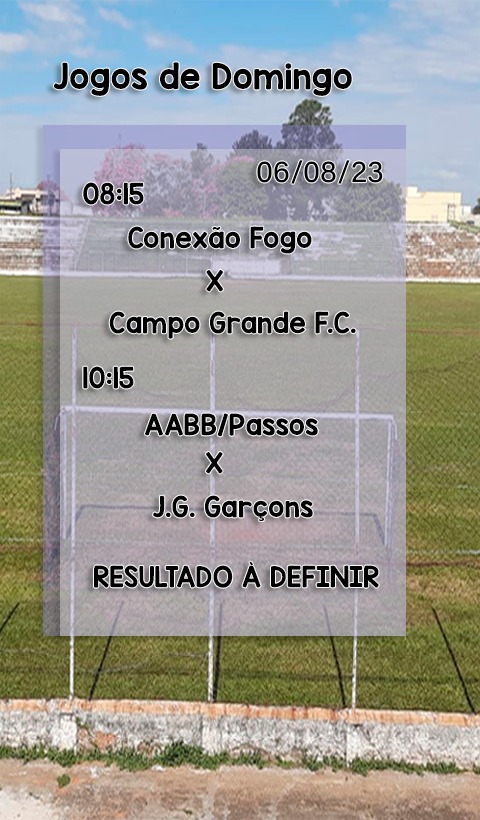 Jogos de Domingo
06/08/23
08:15
Conexão Fogo
X
Campo Grande F.C.
10:15
AABB/Passos
X
J.G. Garçons
RESULTADO À DEFINIR